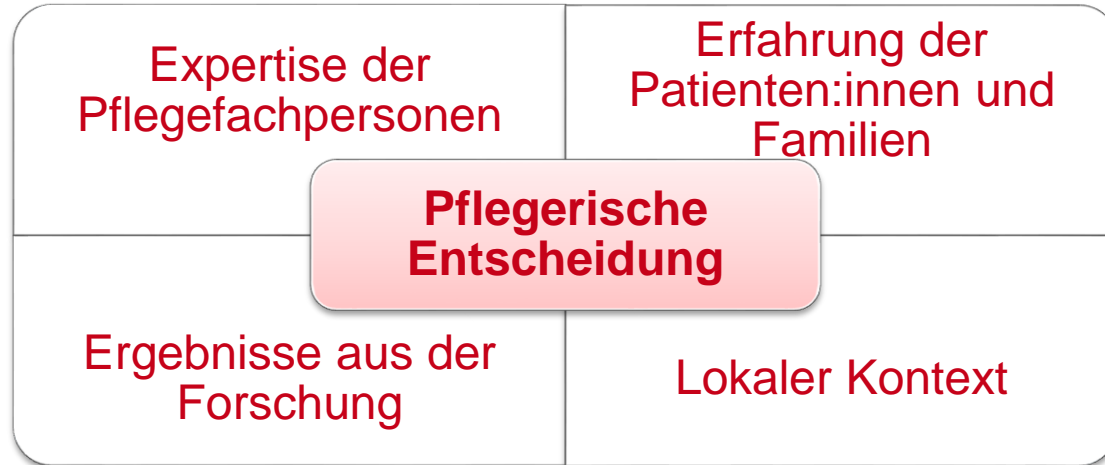 Expertise der
Pflegefachpersonen
Erfahrung der
Patienten:innen und
Familien
Pflegerische
Entscheidung
Ergebnisse aus der
Forschung
Lokaler Kontext